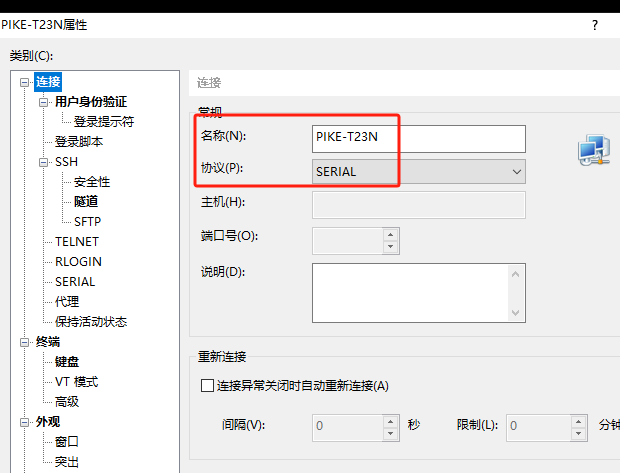 PIKE-T23N属性
?
类别(C):
连接
用户身份验证
登录提示符
登录脚本
SSH
安全性
隧道
SFTP
TELNET
RLOGIN
SERIAL
代理
保持活动状态
终端
键盘
VT 模式
高级
外观
窗口
突出
连接
常规
名称(N):
PIKE-T23N
协议(P):
SERIAL
主机(H):
端口号(O):
说明(D):
重新连接
连接异常关闭时自动重新连接(A)
间隔(V):
0
秒
限制(L):
0
分钟